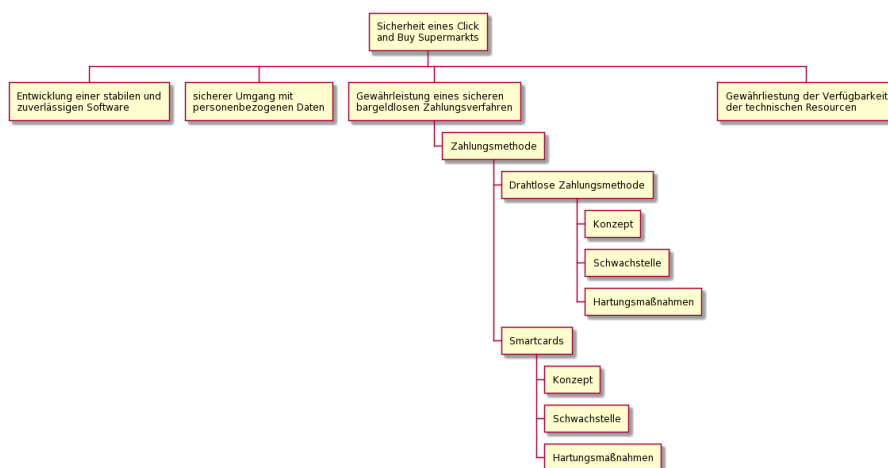 Sicherheit eines Click
and Buy Supermarkts
Entwicklung einer stabilen und
zuverlässigen Software
sicherer Umgang mit
personenbezogenen Daten
Gewährleistung eines sicheren
bargeldlosen Zahlungsverfahren
Gewährliestung der Verfügbarkeit
der technischen Resourcen
Zahlungsmethode
Drahtlose Zahlungsmethode
Konzept
Schwachstelle
Hartungsmaßnahmen
Smartcards
Konzept
Schwachstelle
Hartungsmaßnahmen